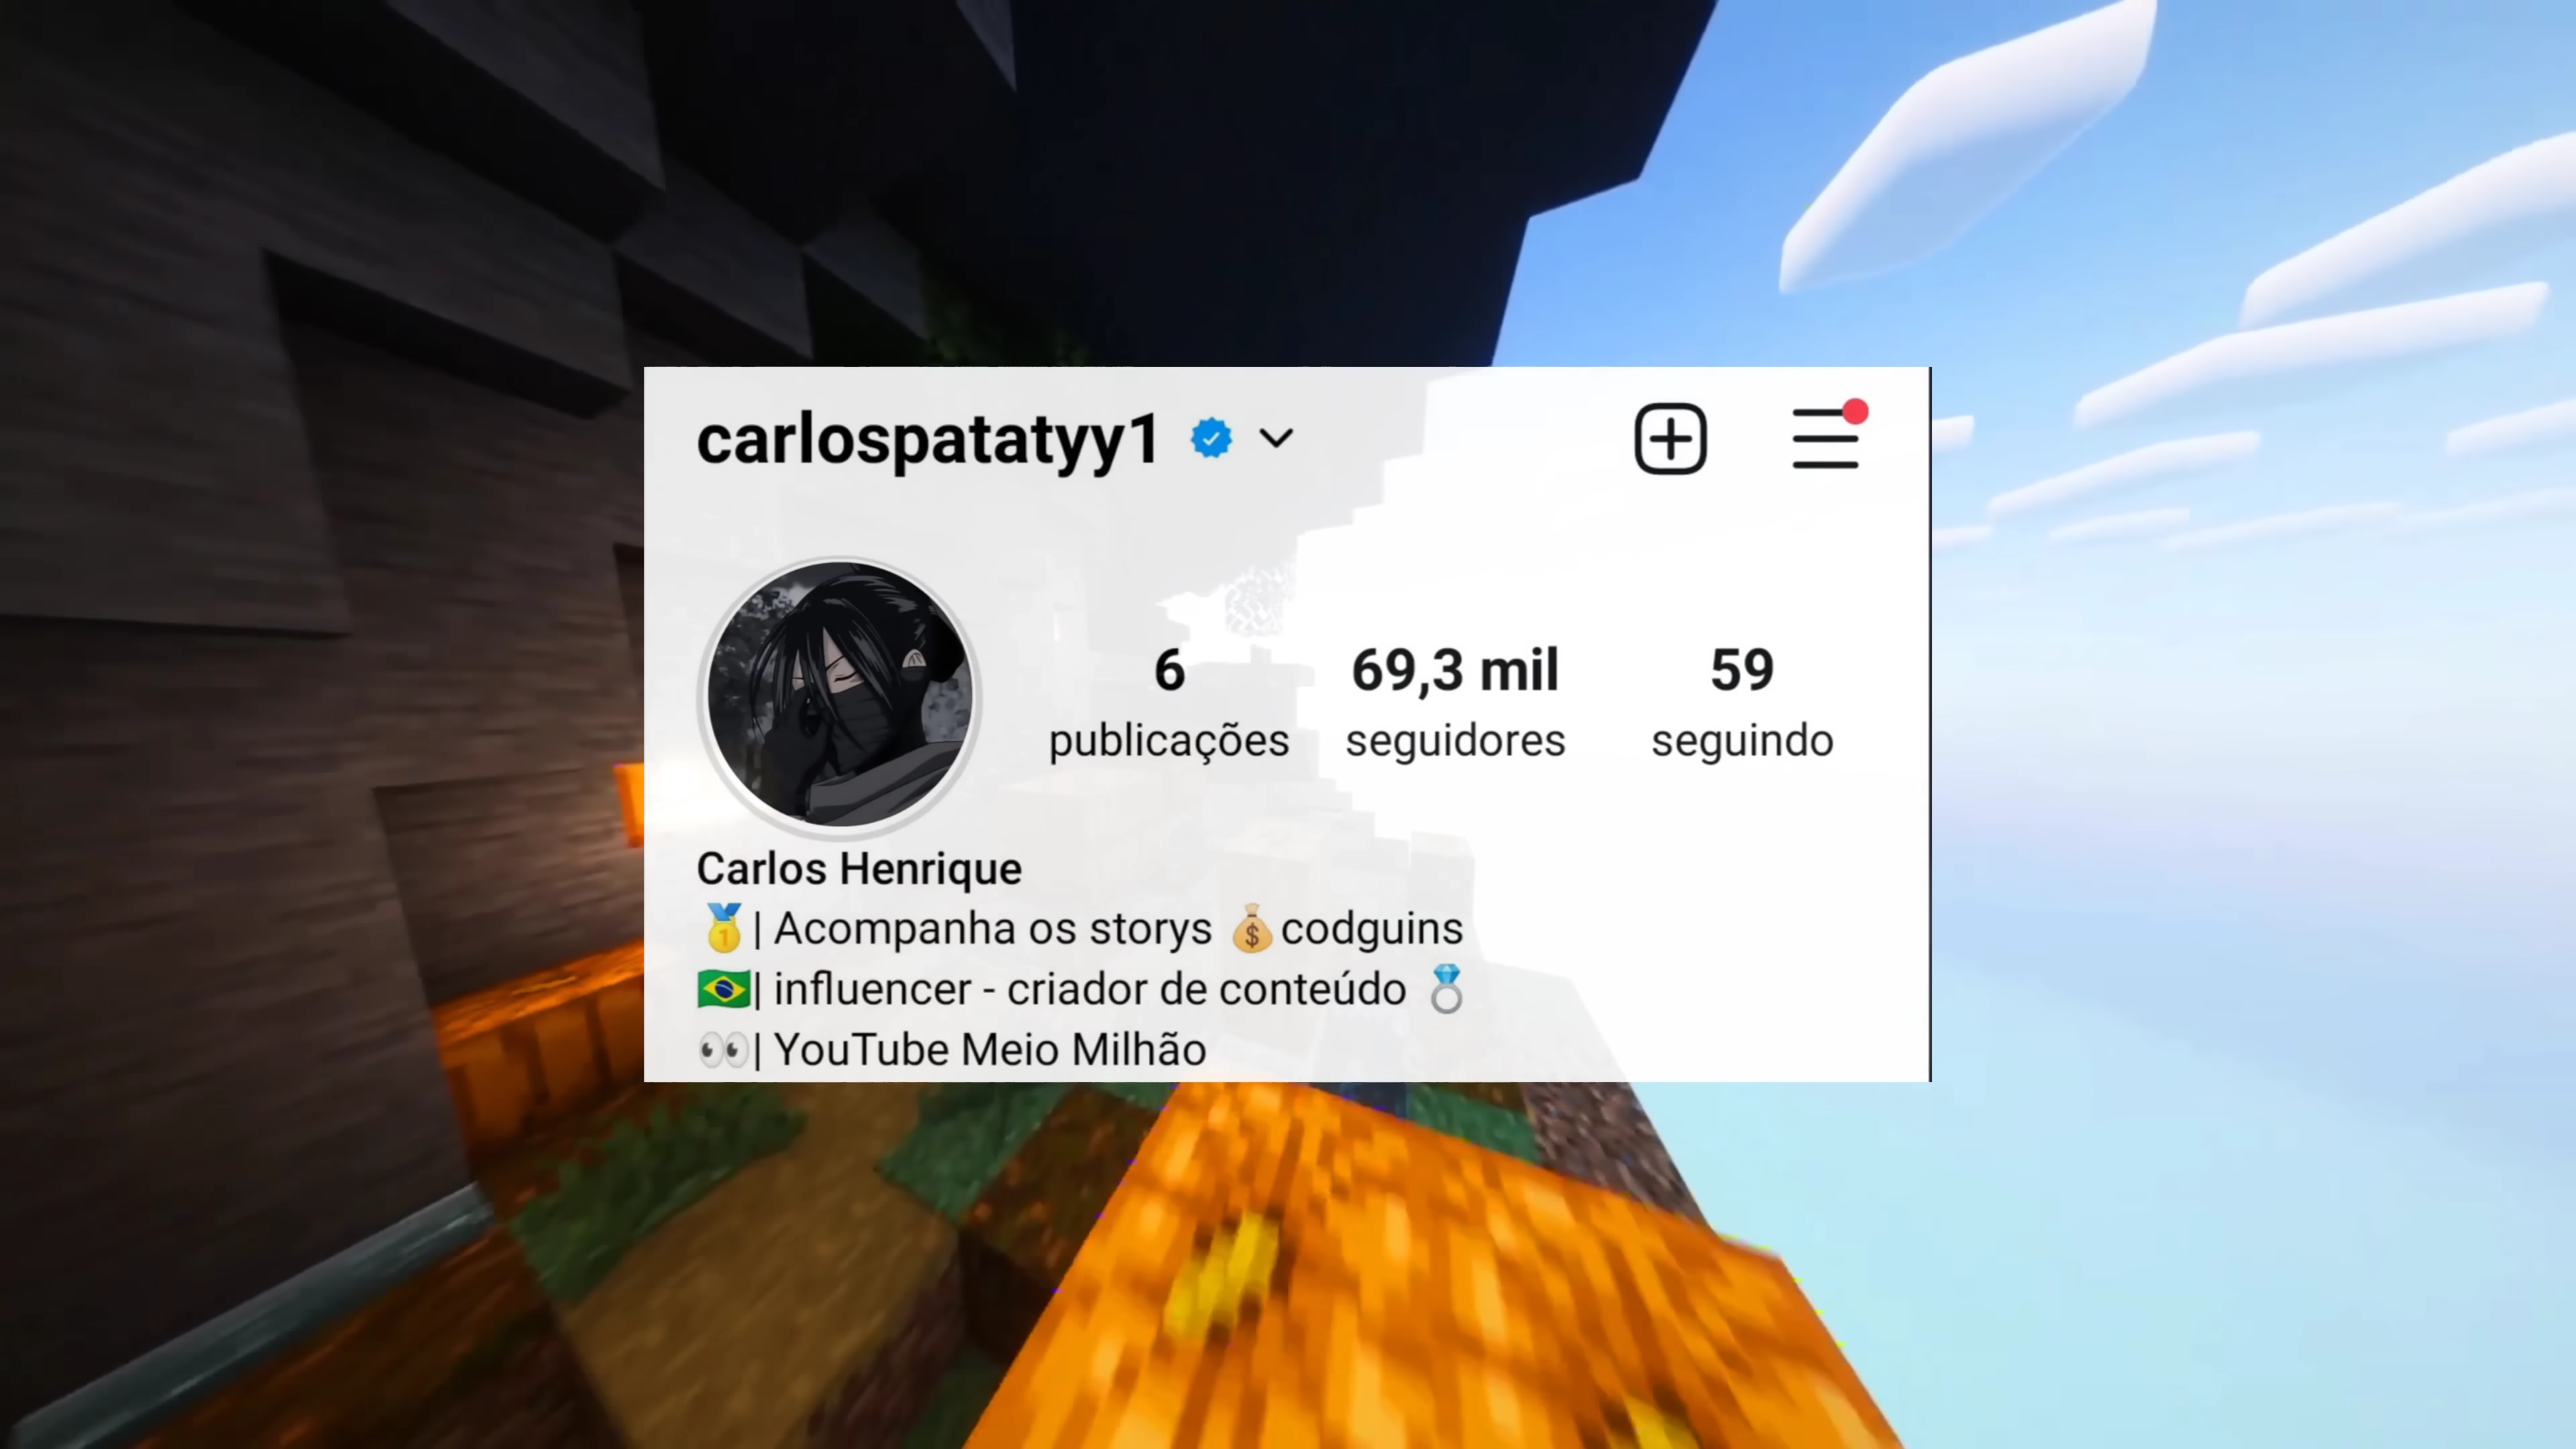 carlospatatyy1
6 69,3 mil 59
publicações seguidores seguindo
Carlos Henrique
🥇| Acompanha os storys 💰codguins
🇧🇷| influencer - criador de conteúdo 💍
👀| YouTube Meio Milhão